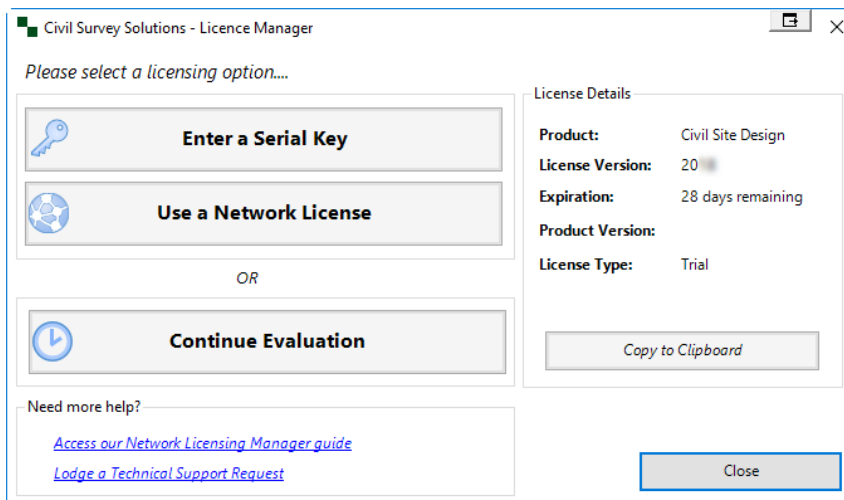 Civil Survey Solutions - Licence Manager
Please select a licensing option....
Enter a Serial Key
Use a Network License
OR
Continue Evaluation
Need more help?
Access our Network Licensing Manager guide
Lodge a Technical Support Request
License Details
Product: Civil Site Design
License Version: 20
Expiration: 28 days remaining
Product Version:
License Type: Trial
Copy to Clipboard
Close